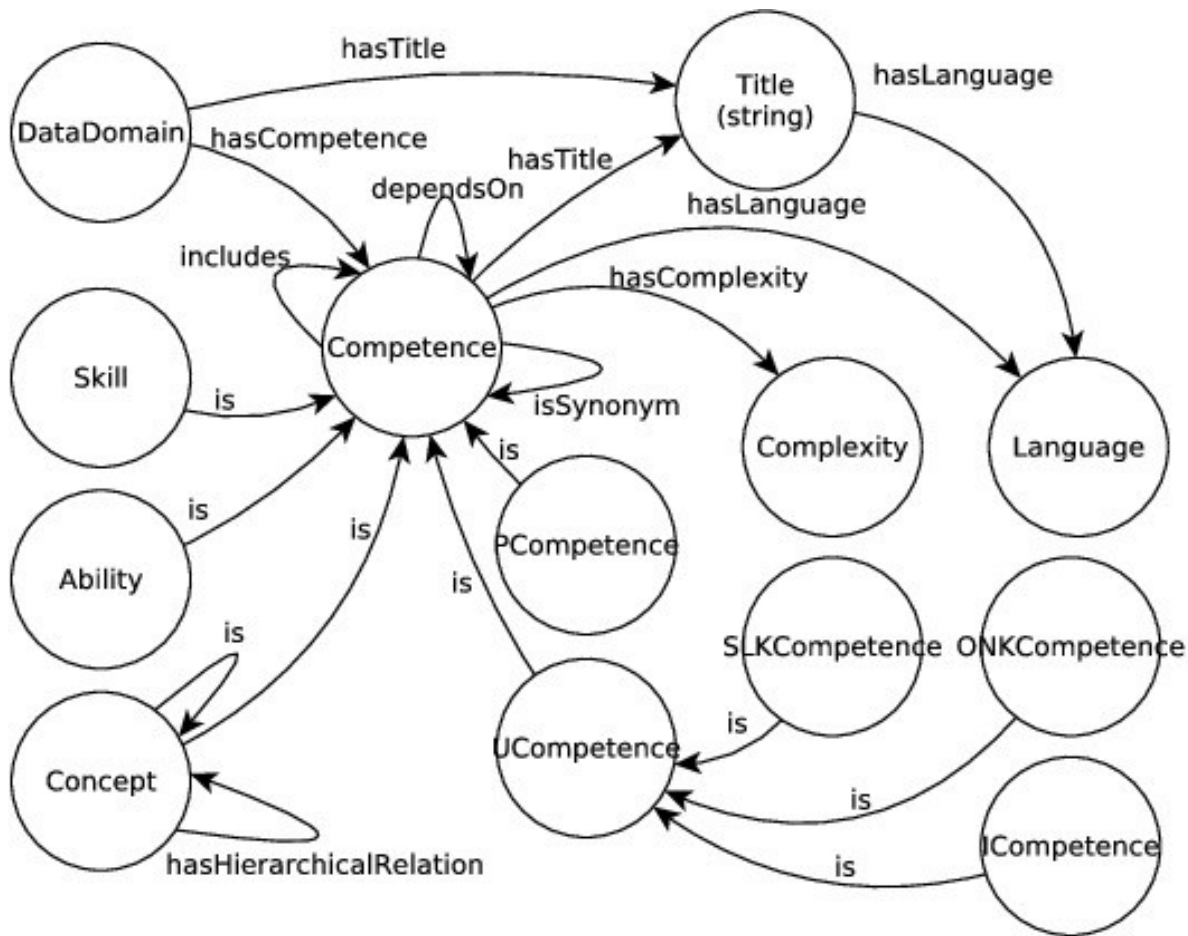 hasTitle
Title
(string)
hasLanguage
DataDomain
hasCompetence
hasTitle
dependsOn
hasLanguage
includes
hasComplexity
Competence
Skill
is
isSynonym
Complexity
Language
is
is
is
PCompetence
Ability
is
is
SLKCompetence
ONKCompetence
is
UCompetence
Concept
is
ICompetence
is
hasHierarchicalRelation